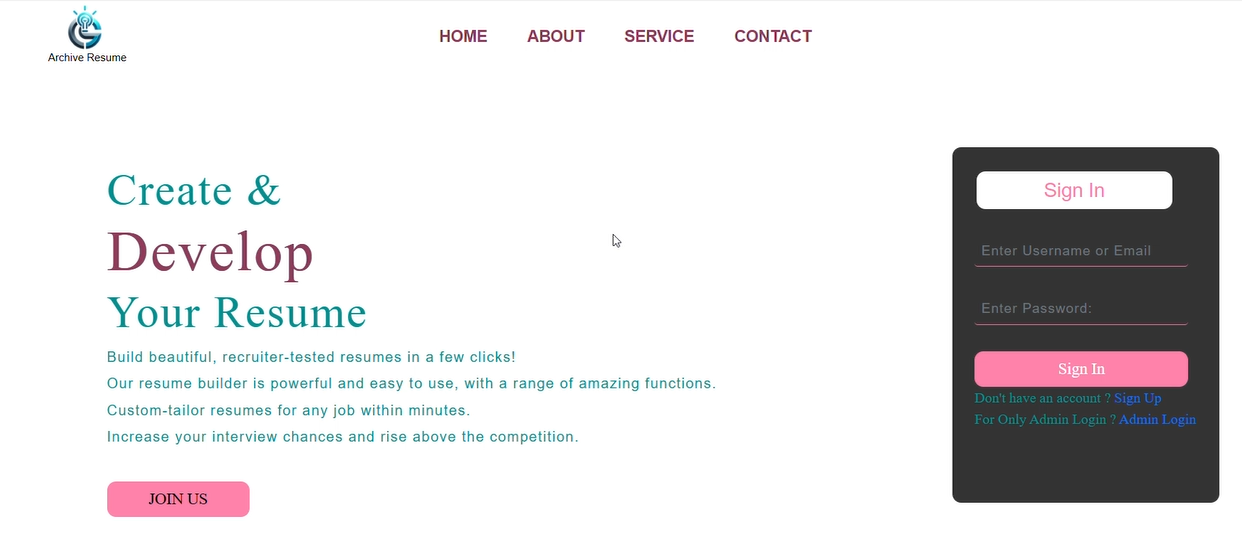 Archive Resume
HOME ABOUT SERVICE CONTACT
Create &
Develop
Your Resume
Build beautiful, recruiter-tested resumes in a few clicks!
Our resume builder is powerful and easy to use, with a range of amazing functions.
Custom-tailor resumes for any job within minutes.
Increase your interview chances and rise above the competition.
JOIN US
Sign In
Enter Username or Email
Enter Password:
Sign In
Don't have an account ? Sign Up
For Only Admin Login ? Admin Login